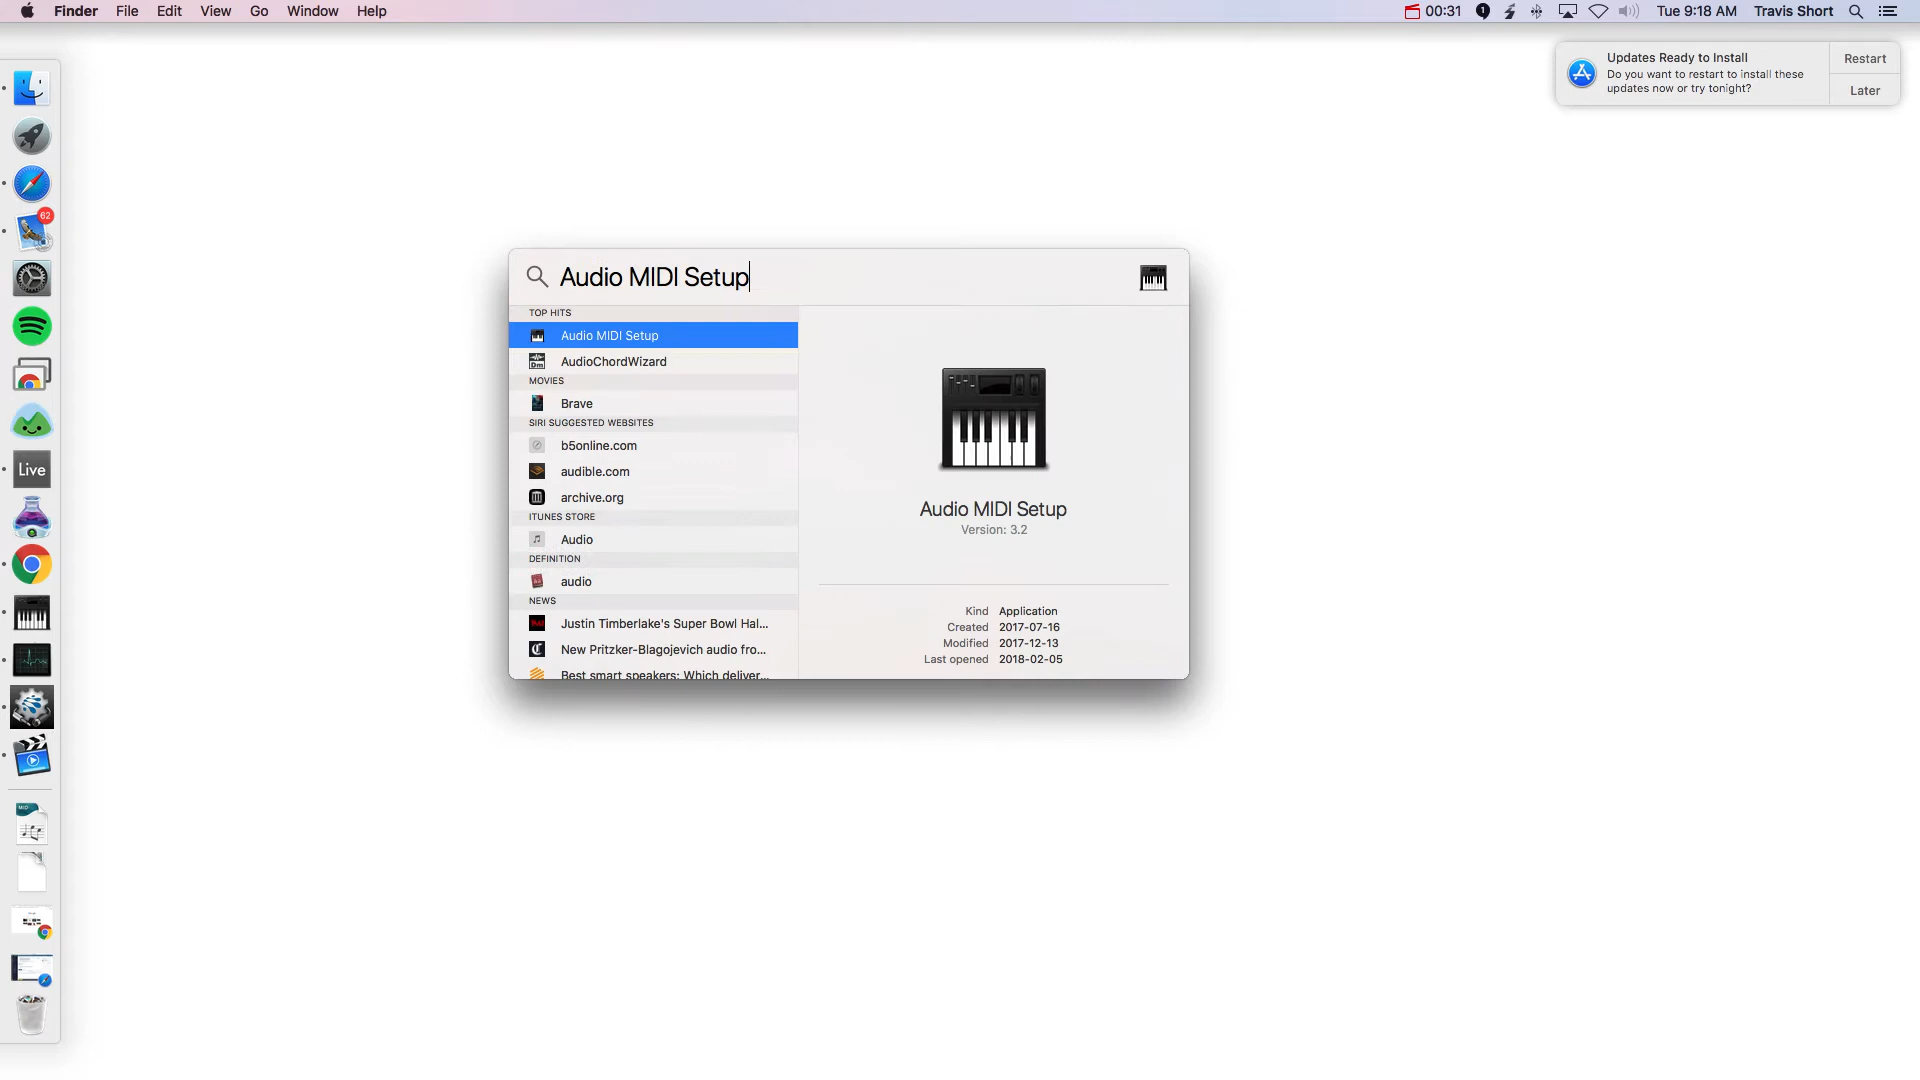 Finder File Edit View Go Window Help
00:31 Tue 9:18 AM Travis Short
Updates Ready to Install
Do you want to restart to install these
updates now or try tonight?
Restart
Later
62
Live
MID
Audio MIDI Setup
TOP HITS
Audio MIDI Setup
AudioChordWizard
MOVIES
Brave
SIRI SUGGESTED WEBSITES
b5online.com
audible.com
archive.org
ITUNES STORE
Audio
DEFINITION
audio
NEWS
Justin Timberlake's Super Bowl Hal...
New Pritzker-Blagojevich audio fro...
Best smart speakers: Which deliver...
Audio MIDI Setup
Version: 3.2
Kind Application
Created 2017-07-16
Modified 2017-12-13
Last opened 2018-02-05